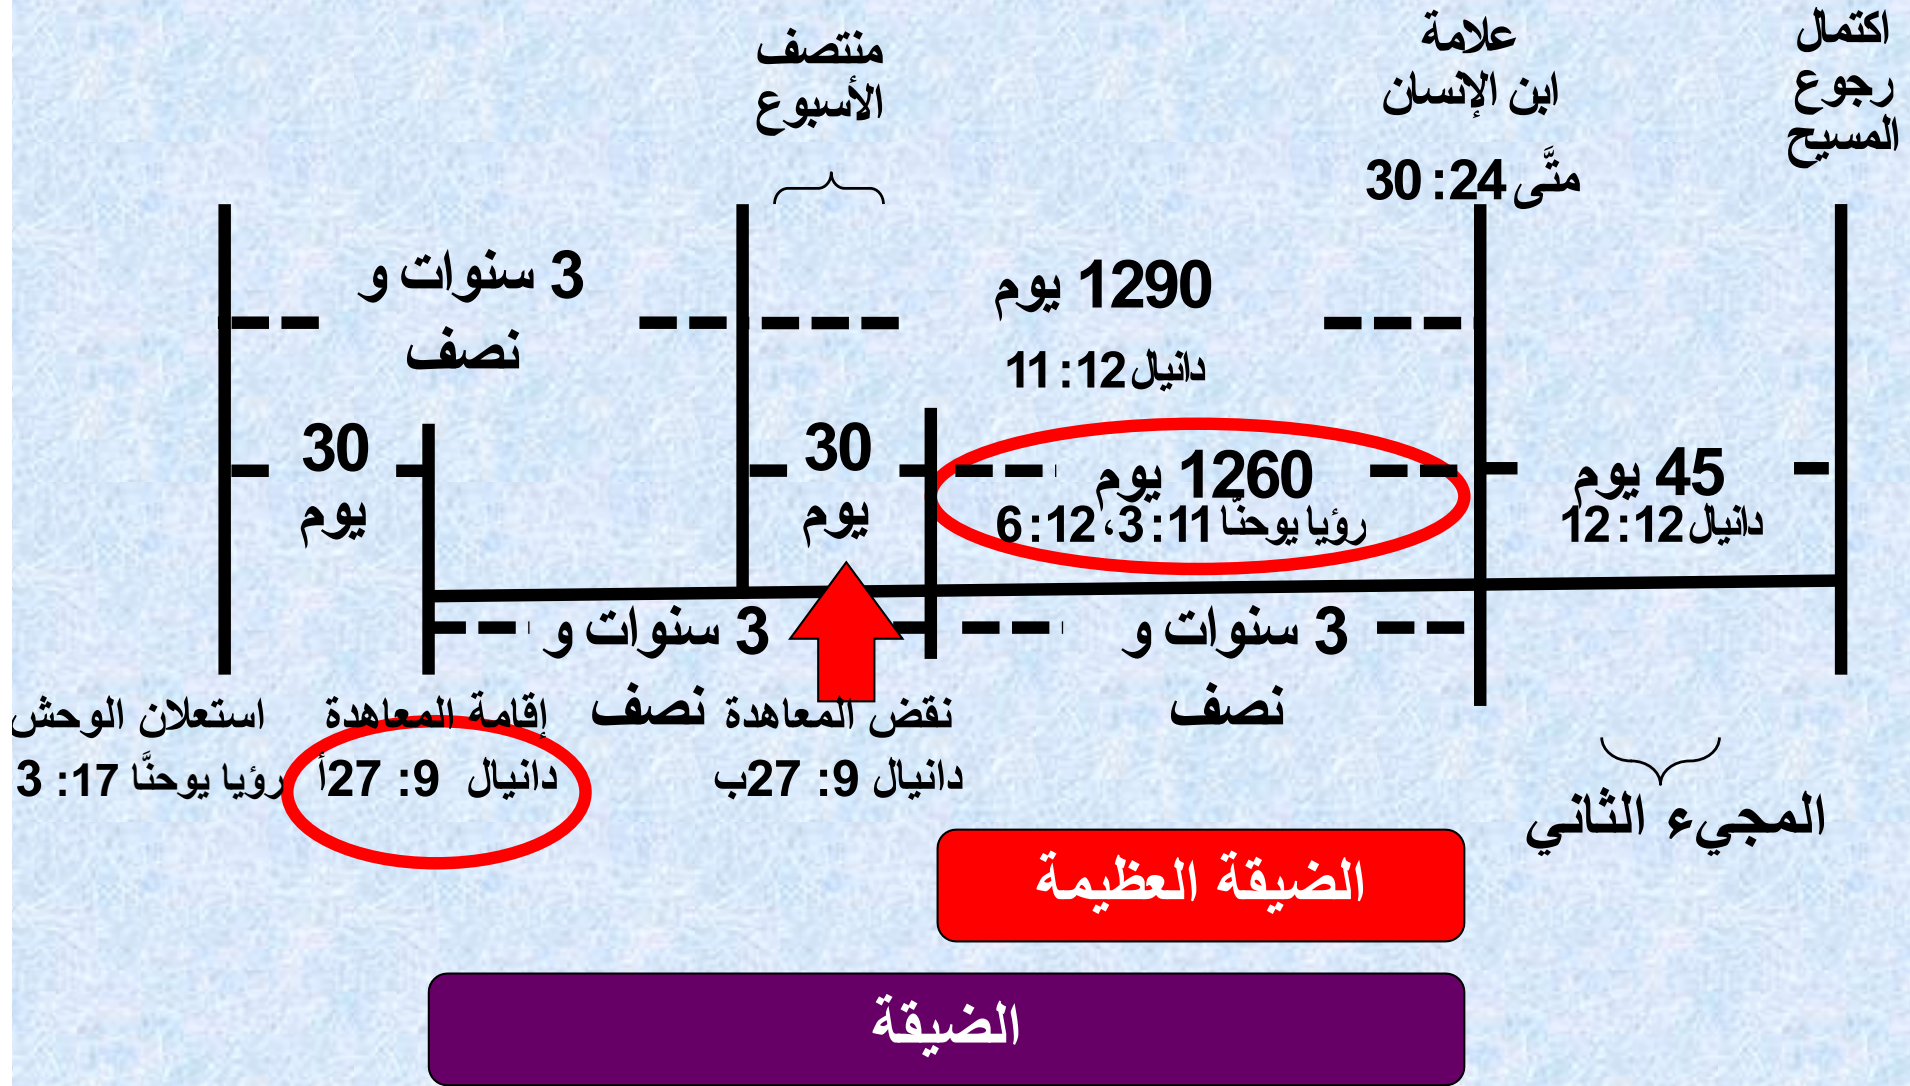 منتصف
الأسبوع
علامة
ابن الإنسان
متَّى 24: 30
اكتمال
رجوع
المسيح
3 سنوات و
نصف
1290 يوم
دانيال 12: 11
30
يوم
30
يوم
1260 يوم
رؤيا يوحنَّا 11: 3، 12: 6
45 يوم
دانيال 12: 12
3 سنوات و
نصف
3 سنوات و
نصف
استعلان الوحش
رؤيا يوحنَّا 17: 3
إقامة المعاهدة
دانيال 9: 27أ
نقض المعاهدة
دانيال 9: 27ب
المجيء الثاني
الضيقة العظيمة
الضيقة